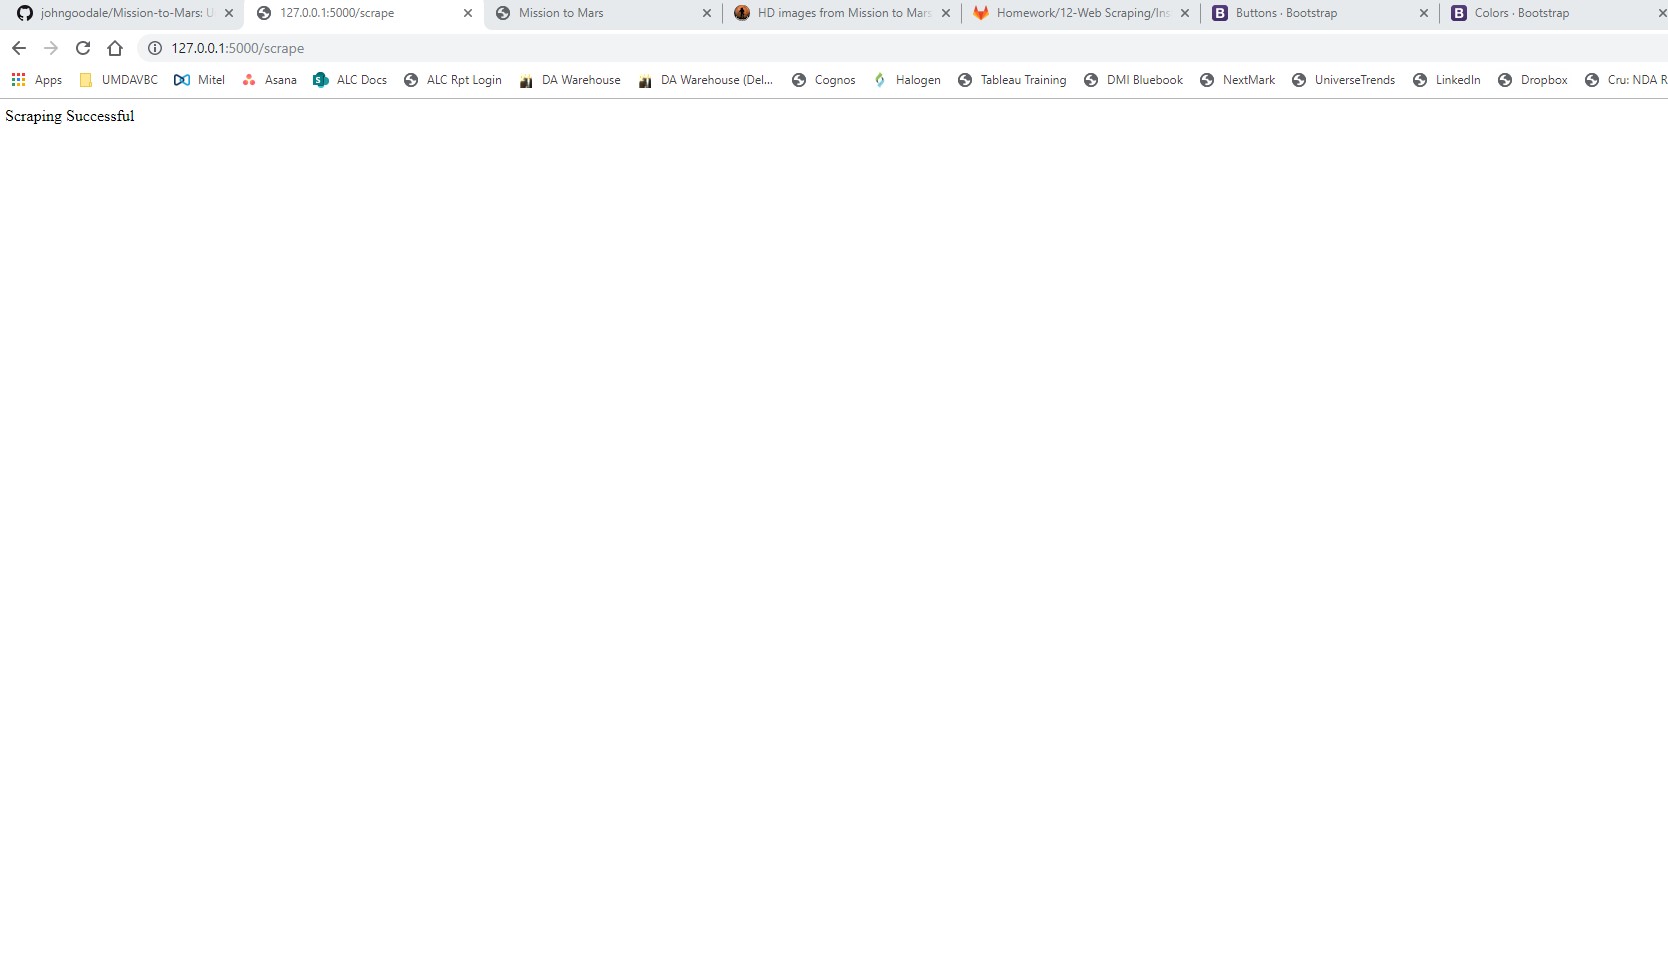 johngoodale/Mission-to-Mars: U 127.0.0.1:5000/scrape Mission to Mars HD images from Mission to Mars Homework/12-Web Scraping/Ins Buttons · Bootstrap Colors · Bootstrap
127.0.0.1:5000/scrape
Apps UMDAVBC Mitel Asana ALC Docs ALC Rpt Login DA Warehouse DA Warehouse (Del... Cognos Halogen Tableau Training DMI Bluebook NextMark UniverseTrends LinkedIn Dropbox Cru: NDA R
Scraping Successful